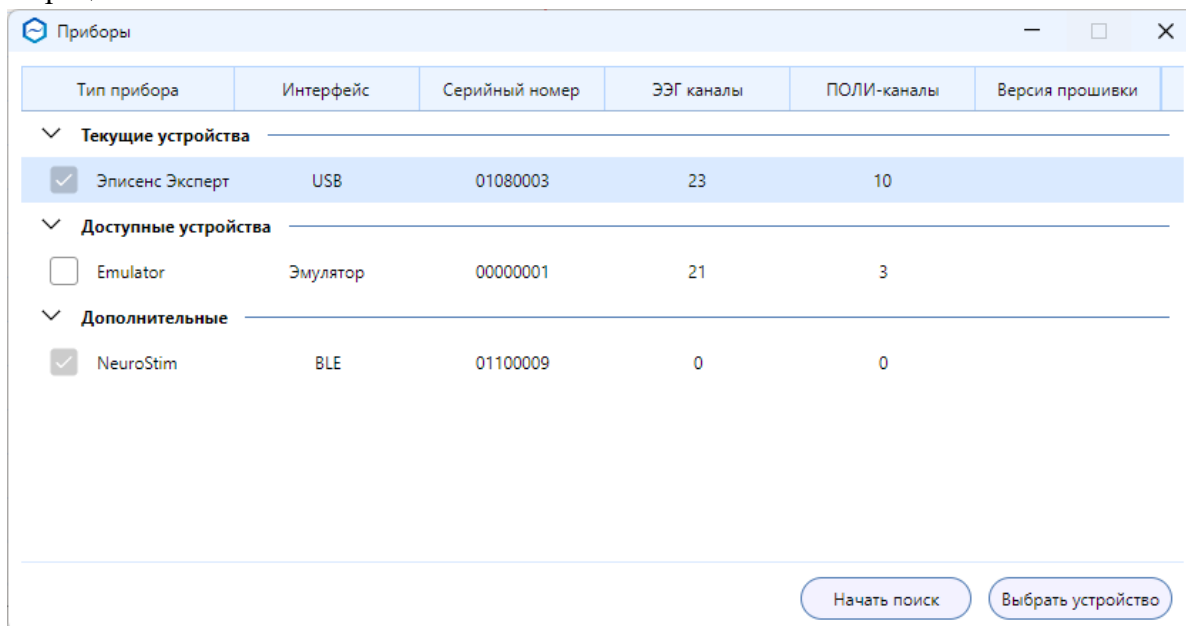 Приборы
Тип прибора Интерфейс Серийный номер ЭЭГ каналы ПОЛИ-каналы Версия прошивки
Текущие устройства
Эписенс Эксперт USB 01080003 23 10
Доступные устройства
Emulator Эмулятор 00000001 21 3
Дополнительные
NeuroStim BLE 01100009 0 0
Начать поиск Выбрать устройство